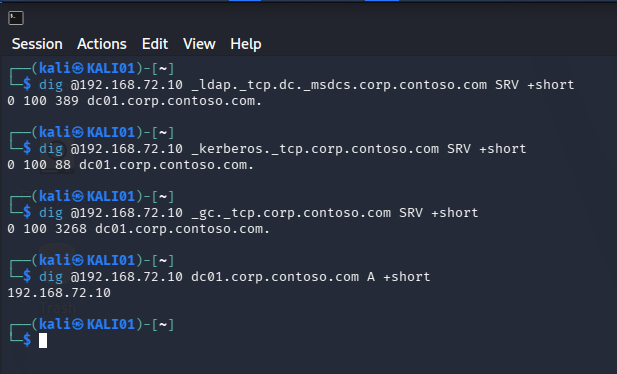 Session Actions Edit View Help
┌──(kali㉿KALI01)-[~]
└─$ dig @192.168.72.10 _ldap._tcp.dc._msdcs.corp.contoso.com SRV +short
0 100 389 dc01.corp.contoso.com.
┌──(kali㉿KALI01)-[~]
└─$ dig @192.168.72.10 _kerberos._tcp.corp.contoso.com SRV +short
0 100 88 dc01.corp.contoso.com.
┌──(kali㉿KALI01)-[~]
└─$ dig @192.168.72.10 _gc._tcp.corp.contoso.com SRV +short
0 100 3268 dc01.corp.contoso.com.
┌──(kali㉿KALI01)-[~]
└─$ dig @192.168.72.10 dc01.corp.contoso.com A +short
192.168.72.10
┌──(kali㉿KALI01)-[~]
└─$